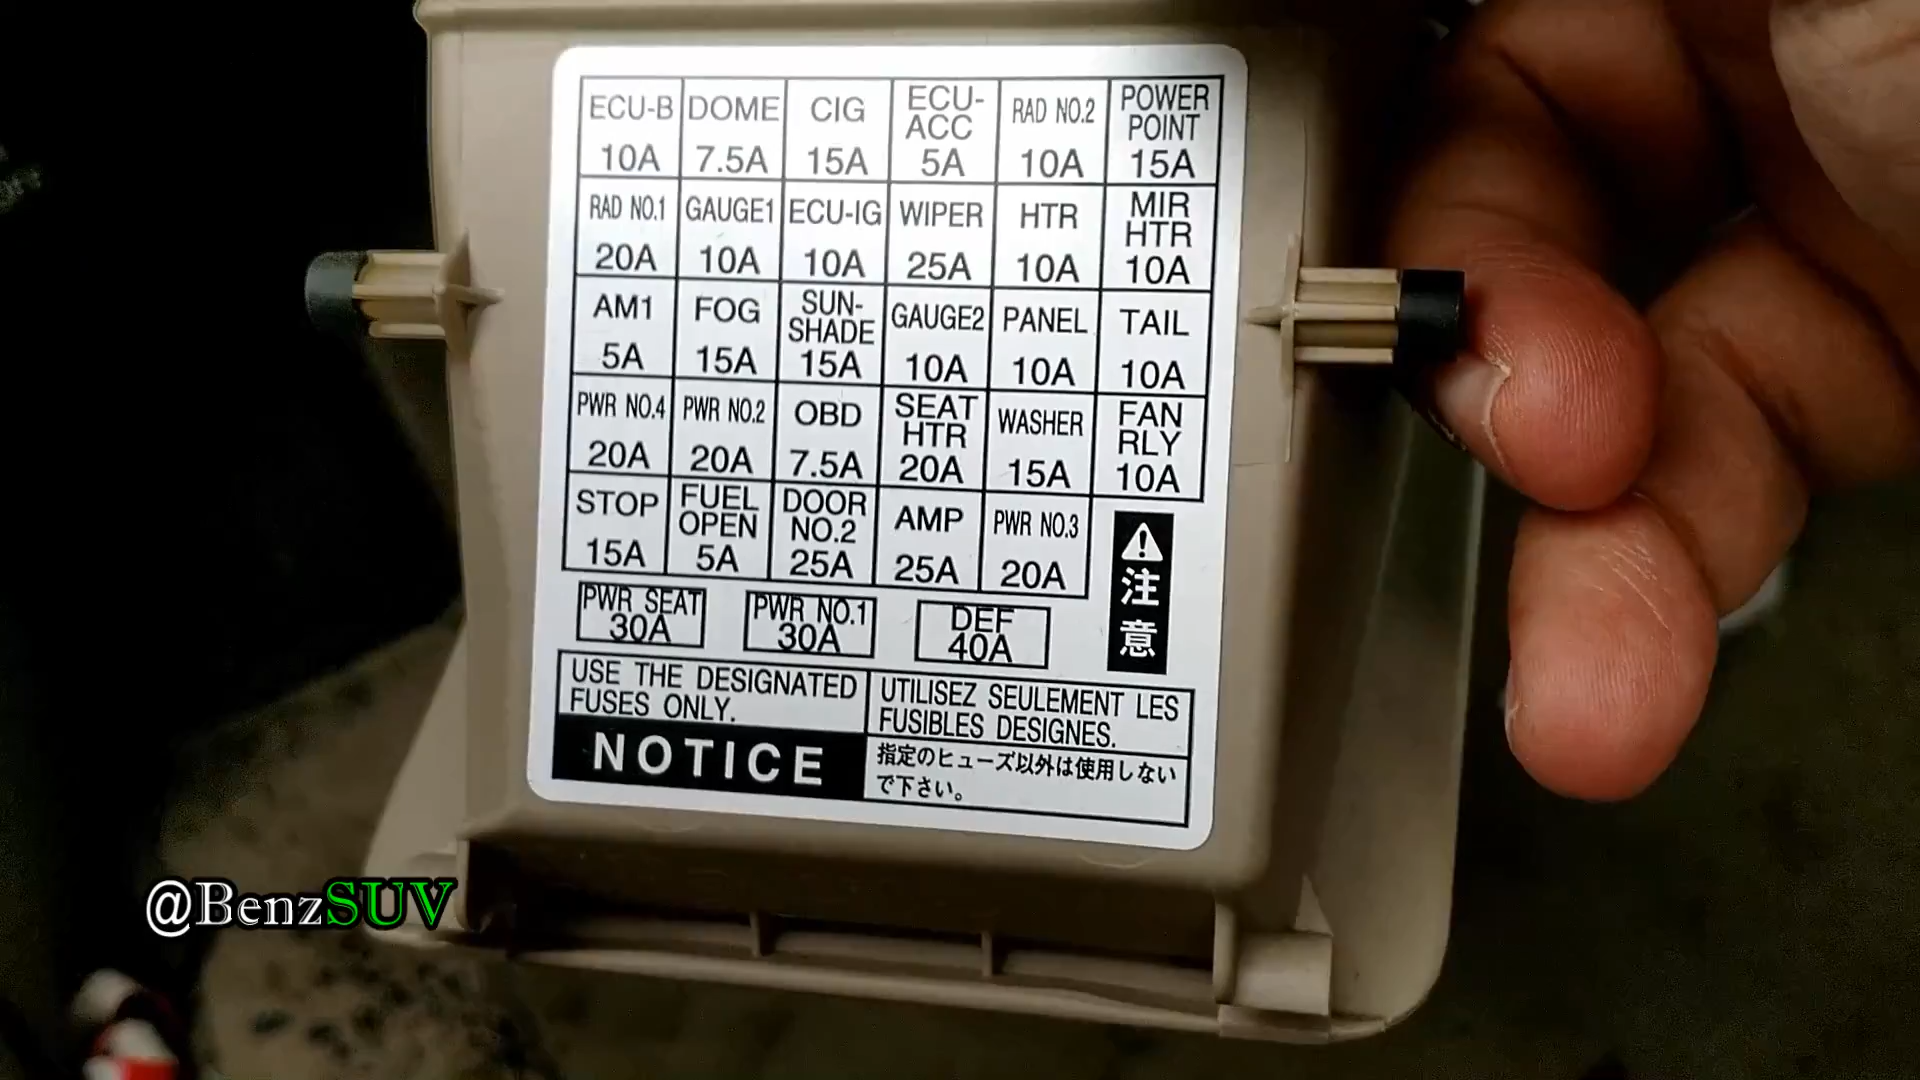 ECU-B DOME CIG ECU-ACC RAD NO.2 POWER POINT
10A 7.5A 15A 5A 10A 15A
RAD NO.1 GAUGE1 ECU-IG WIPER HTR MIR HTR
20A 10A 10A 25A 10A 10A
AM1 FOG SUN-SHADE GAUGE2 PANEL TAIL
5A 15A 15A 10A 10A 10A
PWR NO.4 PWR NO.2 OBD SEAT HTR WASHER FAN RLY
20A 20A 7.5A 20A 15A 10A
STOP FUEL OPEN DOOR NO.2 AMP PWR NO.3
15A 5A 25A 25A 20A
PWR SEAT PWR NO.1 DEF
30A 30A 40A
注意
USE THE DESIGNATED
FUSES ONLY.
NOTICE
UTILISEZ SEULEMENT LES
FUSIBLES DESIGNES.
指定のヒューズ以外は使用しない
で下さい。
@BenzSUV